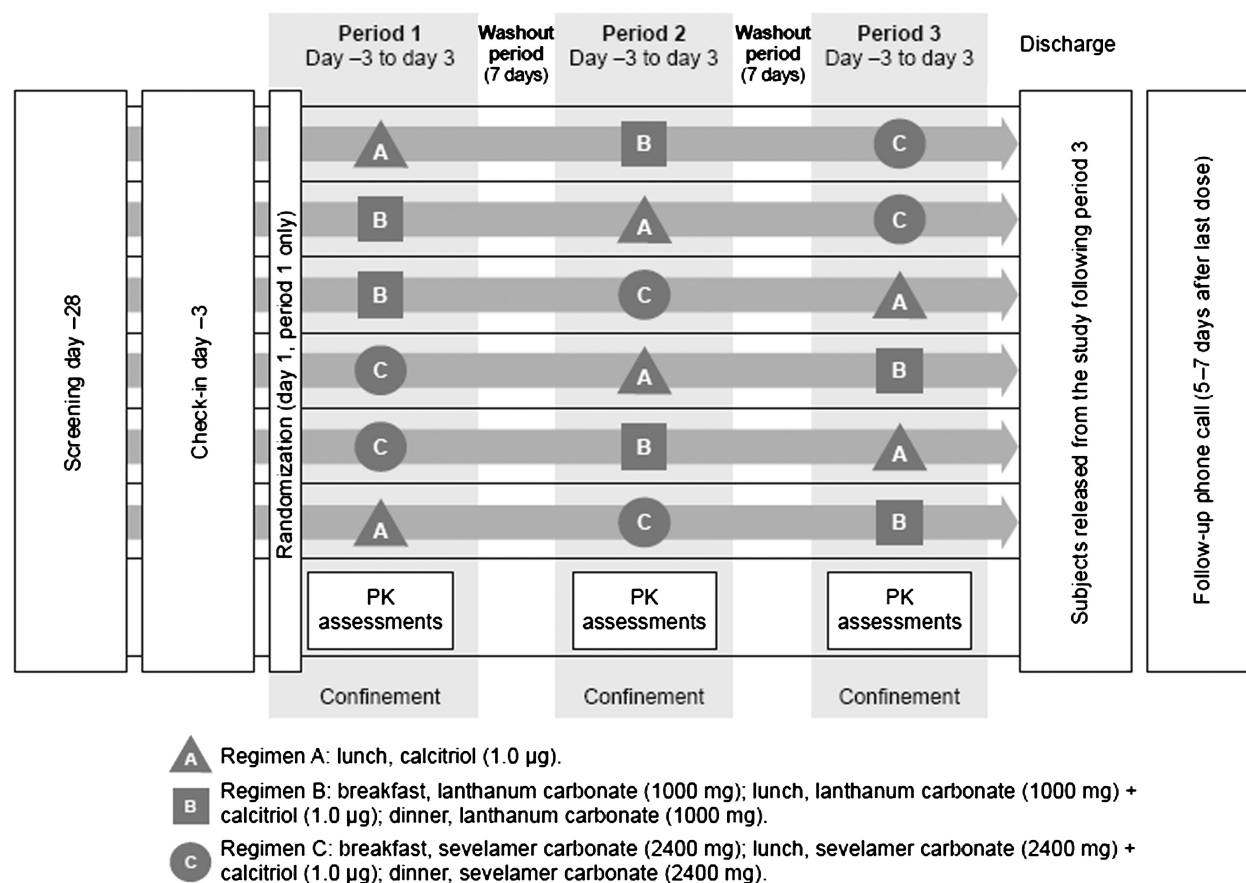 Period 1
Day –3 to day 3
Washout
period
(7 days)
Period 2
Day –3 to day 3
Washout
period
(7 days)
Period 3
Day –3 to day 3
Discharge
Screening day –28
Check-in day –3
Randomization (day 1, period 1 only)
A
B
C
B
A
C
B
C
A
C
A
B
C
B
A
A
C
B
PK
assessments
PK
assessments
PK
assessments
Confinement
Confinement
Confinement
Subjects released from the study following period 3
Follow-up phone call (5–7 days after last dose)
A Regimen A: lunch, calcitriol (1.0 µg).
B Regimen B: breakfast, lanthanum carbonate (1000 mg); lunch, lanthanum carbonate (1000 mg) +
calcitriol (1.0 µg); dinner, lanthanum carbonate (1000 mg).
C Regimen C: breakfast, sevelamer carbonate (2400 mg); lunch, sevelamer carbonate (2400 mg) +
calcitriol (1.0 µg); dinner, sevelamer carbonate (2400 mg).